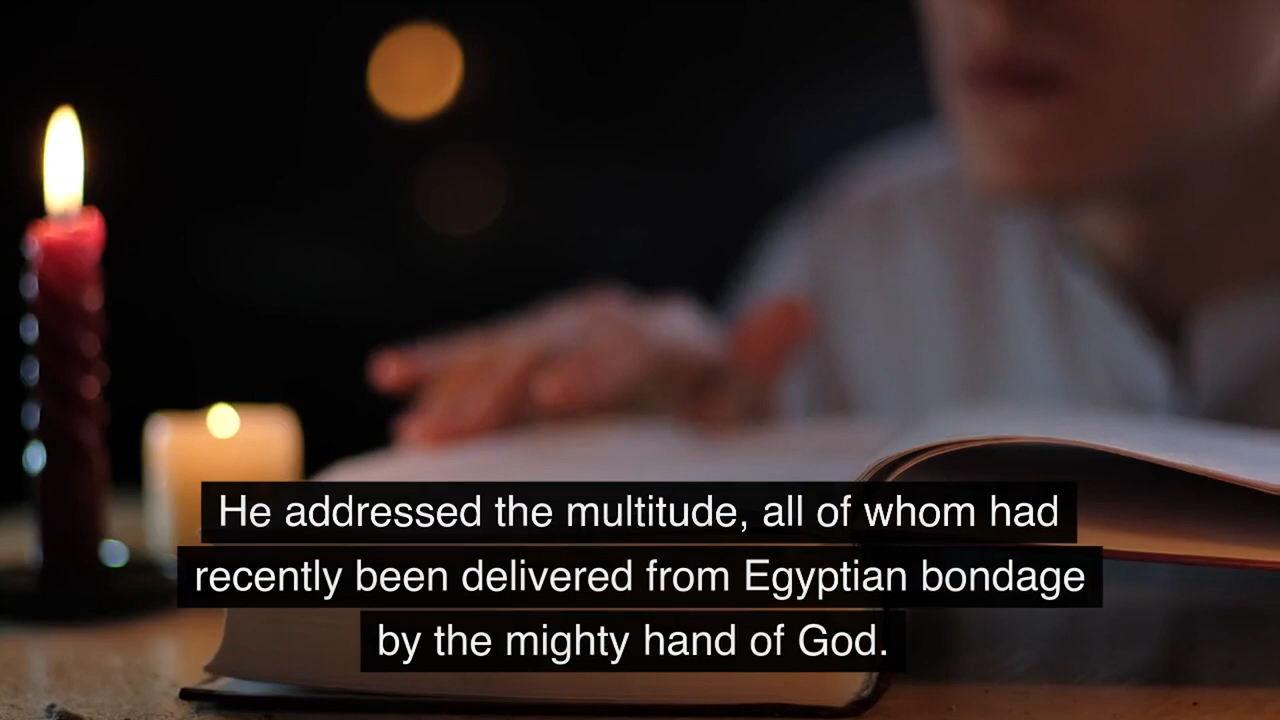 He addressed the multitude, all of whom had
recently been delivered from Egyptian bondage
by the mighty hand of God.